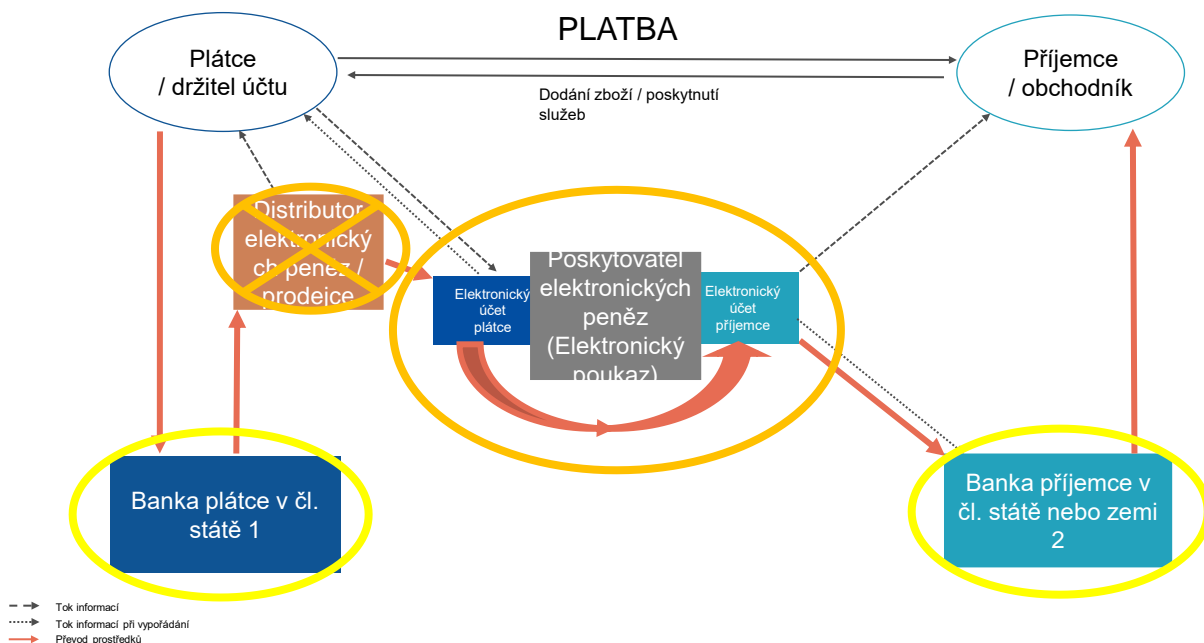 PLATBA
Plátce
/ držitel účtu
Příjemce
/ obchodník
Dodání zboží / poskytnutí
služeb
Distributor
elektronický
ch peněz /
prodejce
Poskytovatel
elektronických
peněz
(Elektronický
poukaz)
Elektronický
účet
plátce
Elektronický
účet
příjemce
Banka plátce v čl.
státě 1
Banka příjemce v
čl. státě nebo zemi
2
Tok informací
Tok informací při vypořádání
Převod prostředků